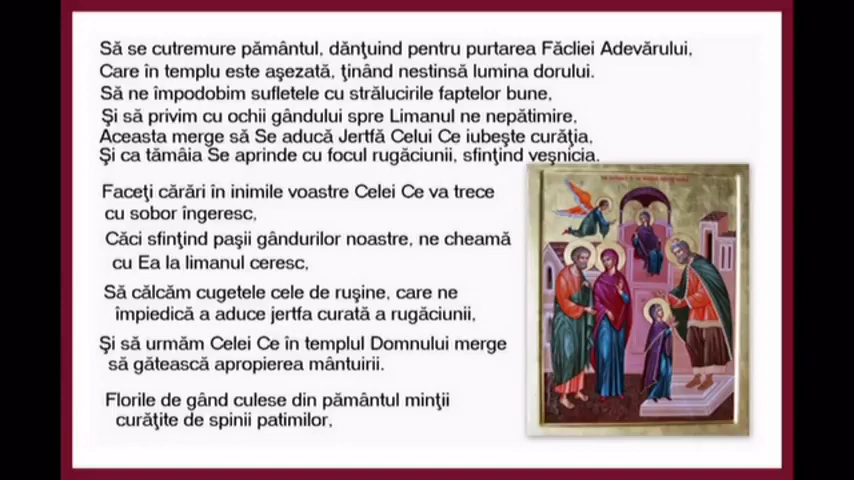 Să se cutremure pământul, dănţuind pentru purtarea Făcliei Adevărului,
Care în templu este aşezată, ţinând nestinsă lumina dorului.
Să ne împodobim sufletele cu strălucirile faptelor bune,
Şi să privim cu ochii gândului spre Limanul ne nepătimire,
Aceasta merge să Se aducă Jertfă Celui Ce iubeşte curăţia,
Şi ca tămâia Se aprinde cu focul rugăciunii, sfinţind veşnicia.
Faceţi cărări în inimile voastre Celei Ce va trece
cu sobor îngeresc,
Căci sfinţind paşii gândurilor noastre, ne cheamă
cu Ea la limanul ceresc,
Să călcăm cugetele cele de ruşine, care ne
împiedică a aduce jertfa curată a rugăciunii,
Şi să urmăm Celei Ce în templul Domnului merge
să gătească apropierea mântuirii.
Florile de gând culese din pământul minţii
curăţite de spinii patimilor,